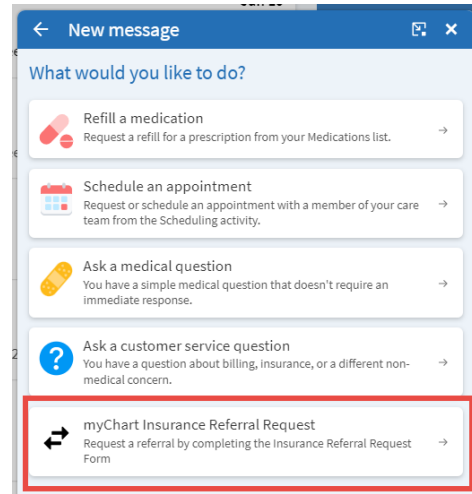 New message
What would you like to do?
Refill a medication
Request a refill for a prescription from your Medications list.
Schedule an appointment
Request or schedule an appointment with a member of your care
team from the Scheduling activity.
Ask a medical question
You have a simple medical question that doesn't require an
immediate response.
Ask a customer service question
You have a question about billing, insurance, or a different non-
medical concern.
myChart Insurance Referral Request
Request a referral by completing the Insurance Referral Request
Form